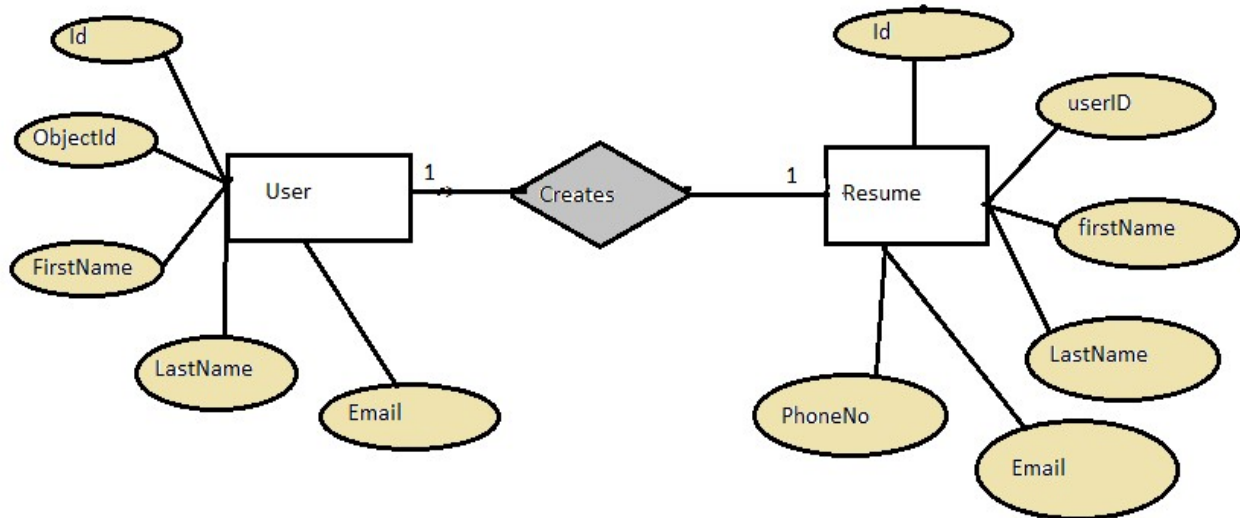 Id
Id
userID
ObjectId
User
1
Creates
1
Resume
firstName
FirstName
LastName
LastName
Email
PhoneNo
Email